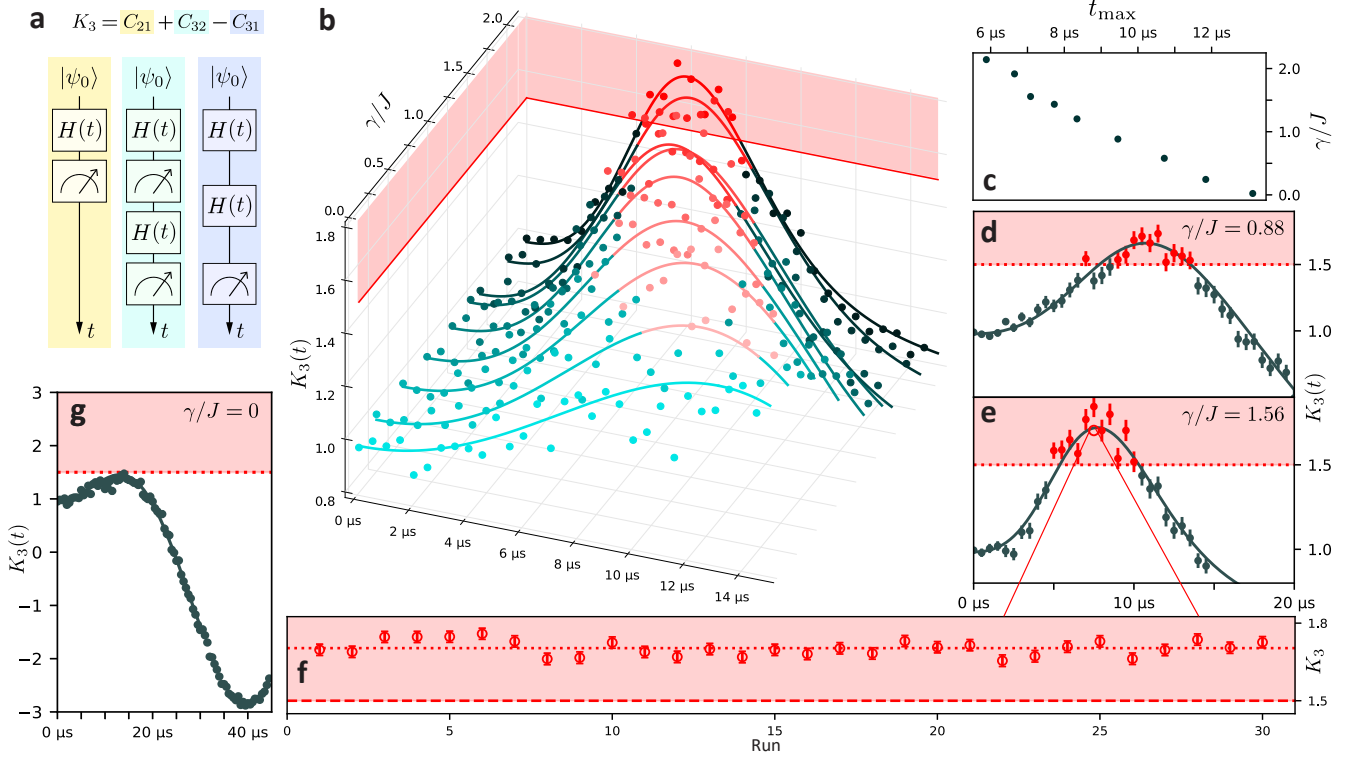 a
K₃ = C₂₁ + C₃₂ − C₃₁
|ψ₀⟩ |ψ₀⟩ |ψ₀⟩
H(t) H(t) H(t)
H(t) H(t)
t t t
b
2.0
1.5
1.0
0.5
0.0
γ/J
1.8
1.6
1.4
1.2
1.0
0.8
K₃(t)
0 μs
2 μs
4 μs
6 μs
8 μs
10 μs
12 μs
14 μs
t_max
6 μs 8 μs 10 μs 12 μs
c
2.0
1.0
0.0
γ/J
d
γ/J = 0.88
1.5
1.0
K₃(t)
e
γ/J = 1.56
1.5
1.0
0 μs 10 μs 20 μs
g
γ/J = 0
3
2
1
0
−1
−2
−3
K₃(t)
0 μs 20 μs 40 μs
f
1.8
1.5
K₃
0 5 10 15 20 25 30
Run